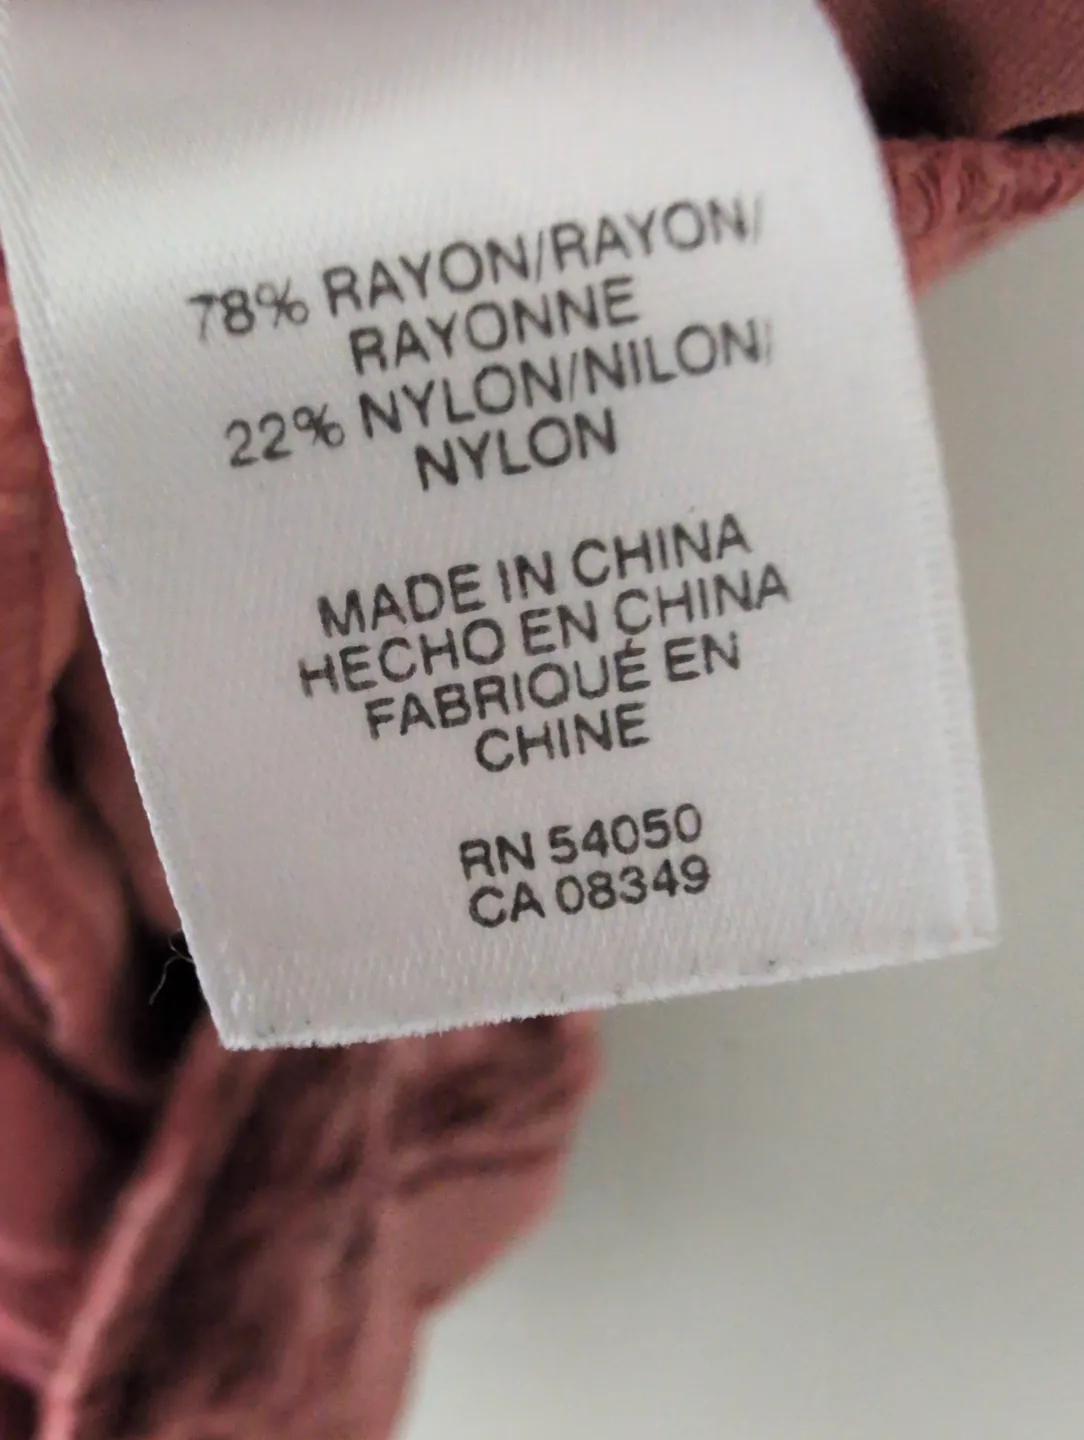 78% RAYON/RAYON/
RAYONNE
22% NYLON/NILON/
NYLON
MADE IN CHINA
HECHO EN CHINA
FABRIQUÉ EN
CHINE
RN 54050
CA 08349